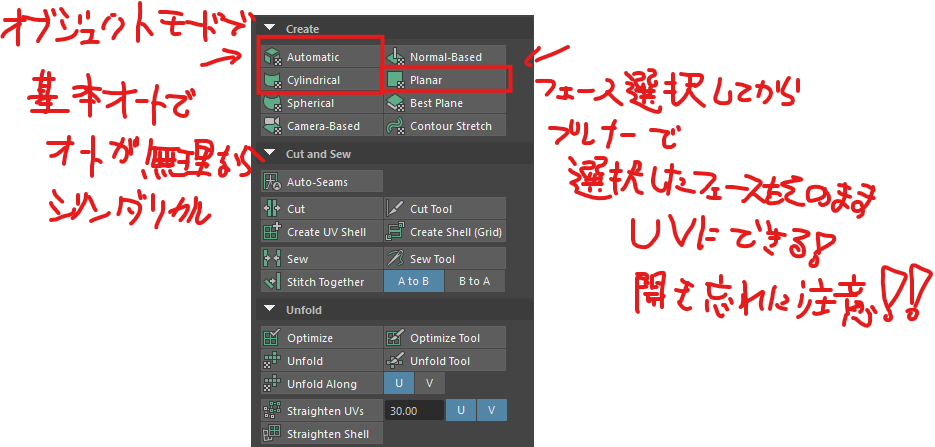 オブジェクトモードで
基本オートで
オートが無理なら
シリンダリカル
Create
Automatic
Normal-Based
Cylindrical
Planar
Spherical
Best Plane
Camera-Based
Contour Stretch
Cut and Sew
Auto-Seams
Cut
Cut Tool
Create UV Shell
Create Shell (Grid)
Sew
Sew Tool
Stitch Together
A to B
B to A
Unfold
Optimize
Optimize Tool
Unfold
Unfold Tool
Unfold Along
U
V
Straighten UVs
30.00
U
V
Straighten Shell
フェース選択してから
プレナーで
選択したフェースをそのまま
UVにできる!
開き忘れに注意!!